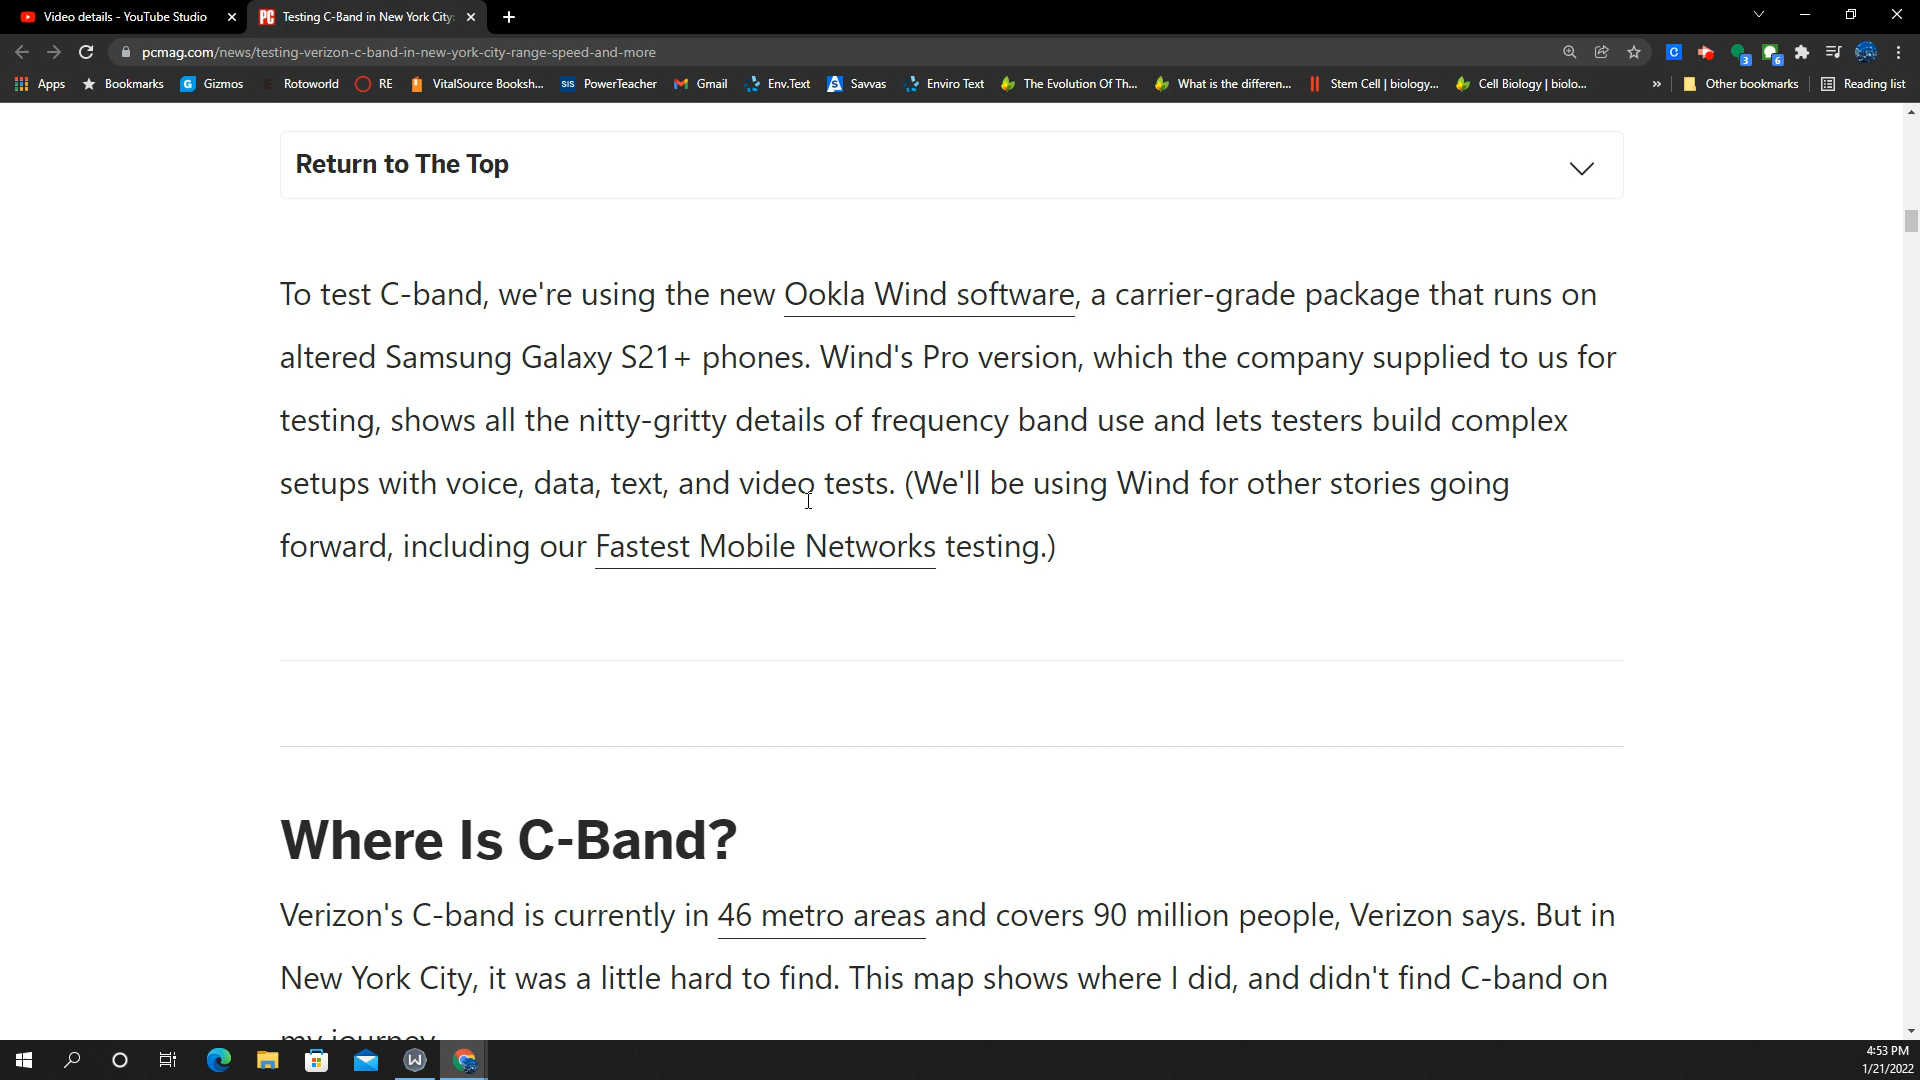 Video details - YouTube Studio
PC Testing C-Band in New York City:
pcmag.com/news/testing-verizon-c-band-in-new-york-city-range-speed-and-more
C
3
6
Apps
Bookmarks
G Gizmos
E Rotoworld
RE
VitalSource Booksh...
SIS PowerTeacher
Gmail
Env.Text
S Savvas
Enviro Text
The Evolution Of Th...
What is the differen...
Stem Cell | biology...
Cell Biology | biolo...
»
Other bookmarks
Reading list
Return to The Top
To test C-band, we're using the new Ookla Wind software, a carrier-grade package that runs on
altered Samsung Galaxy S21+ phones. Wind's Pro version, which the company supplied to us for
testing, shows all the nitty-gritty details of frequency band use and lets testers build complex
setups with voice, data, text, and video tests. (We'll be using Wind for other stories going
forward, including our Fastest Mobile Networks testing.)
Where Is C-Band?
Verizon's C-band is currently in 46 metro areas and covers 90 million people, Verizon says. But in
New York City, it was a little hard to find. This map shows where I did, and didn't find C-band on
my journey.
W
4:53 PM
1/21/2022